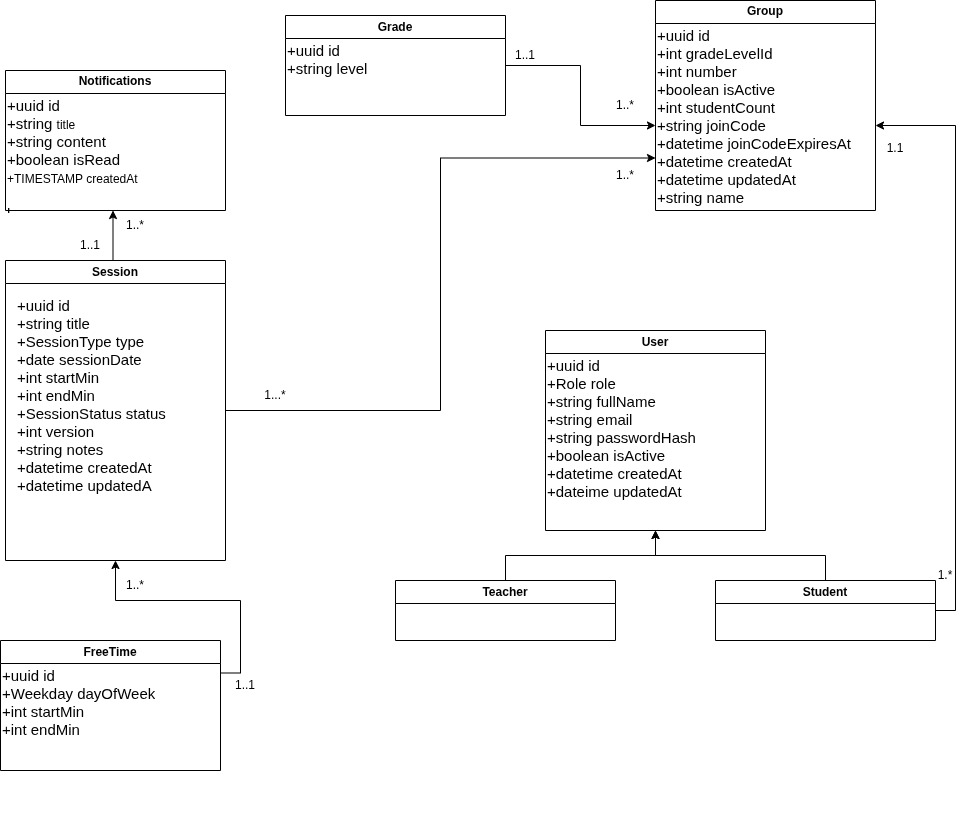 Grade
+uuid id
+string level
1..1
Group
+uuid id
+int gradeLevelId
+int number
+boolean isActive
+int studentCount
+string joinCode
+datetime joinCodeExpiresAt
+datetime createdAt
+datetime updatedAt
+string name
1..*
1..*
1.1
Notifications
+uuid id
+string title
+string content
+boolean isRead
+TIMESTAMP createdAt
+
1..*
1..1
Session
+uuid id
+string title
+SessionType type
+date sessionDate
+int startMin
+int endMin
+SessionStatus status
+int version
+string notes
+datetime createdAt
+datetime updatedA
1...*
User
+uuid id
+Role role
+string fullName
+string email
+string passwordHash
+boolean isActive
+datetime createdAt
+dateime updatedAt
1..*
1.*
Teacher
Student
FreeTime
+uuid id
+Weekday dayOfWeek
+int startMin
+int endMin
1..1